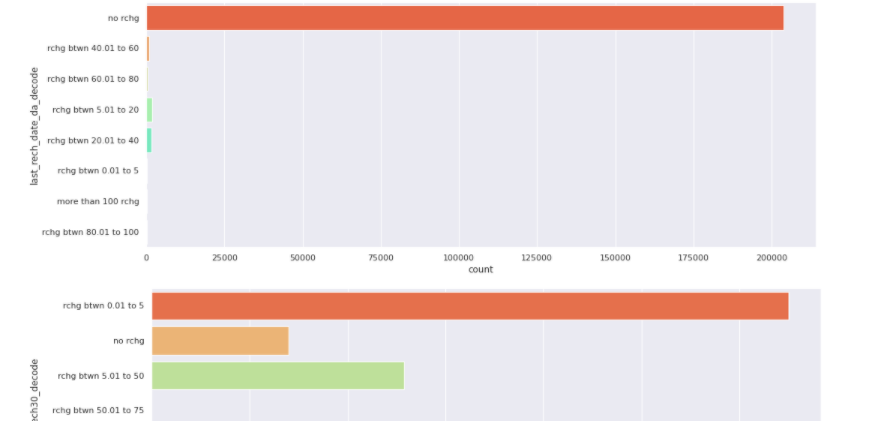 no rchg
rchg btwn 40.01 to 60
rchg btwn 60.01 to 80
rchg btwn 5.01 to 20
rchg btwn 20.01 to 40
rchg btwn 0.01 to 5
more than 100 rchg
rchg btwn 80.01 to 100
last_rech_date_da_decode
0 25000 50000 75000 100000 125000 150000 175000 200000
count
rchg btwn 0.01 to 5
no rchg
rchg btwn 5.01 to 50
rchg btwn 50.01 to 75
ech30_decode